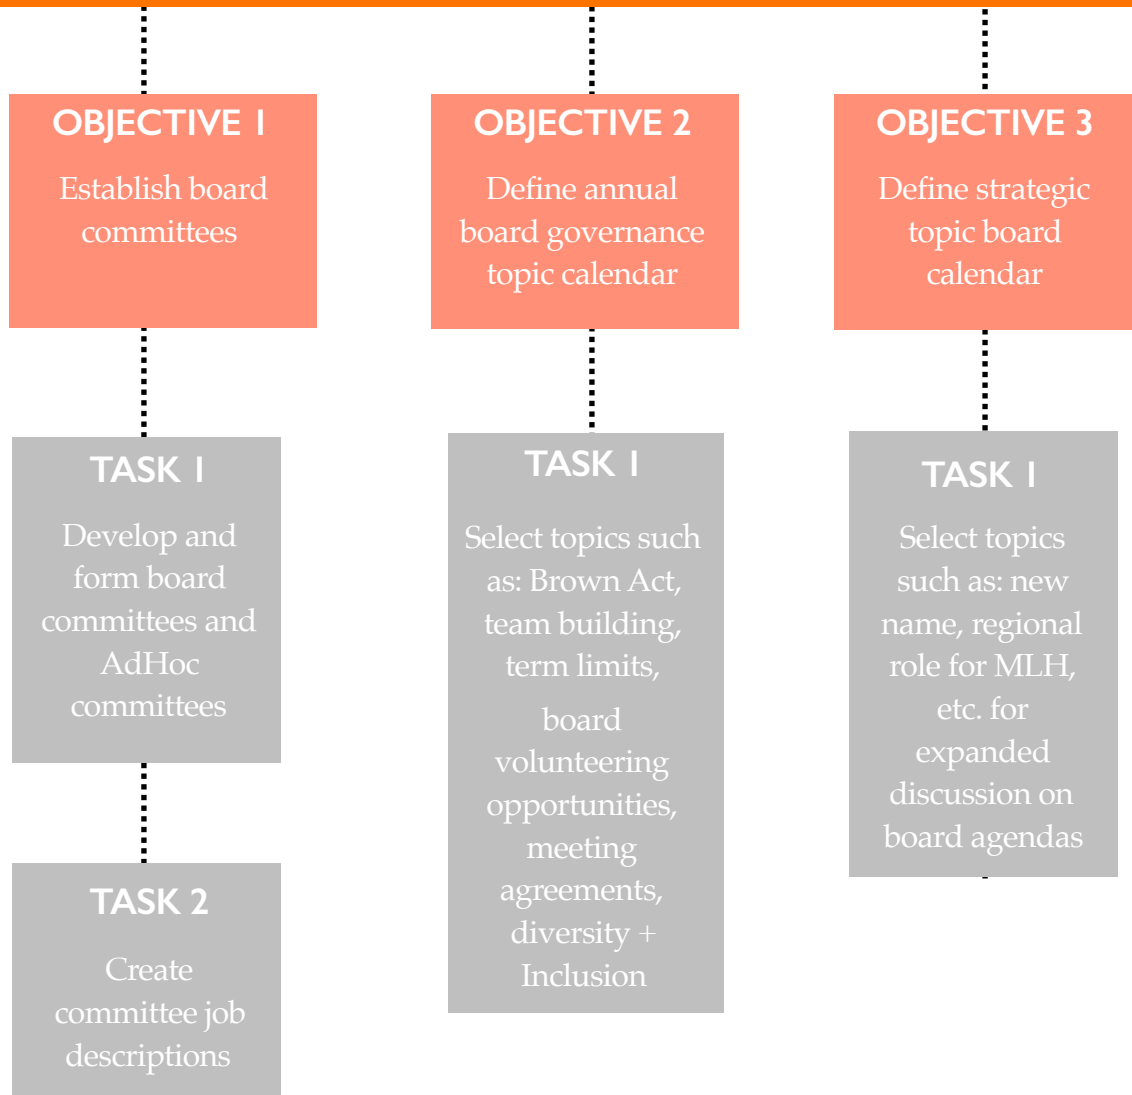 OBJECTIVE 1
Establish board
committees
TASK 1
Develop and
form board
committees and
AdHoc
committees
TASK 2
Create
committee job
descriptions
OBJECTIVE 2
Define annual
board governance
topic calendar
TASK 1
Select topics such
as: Brown Act,
team building,
term limits,
board
volunteering
opportunities,
meeting
agreements,
diversity +
Inclusion
OBJECTIVE 3
Define strategic
topic board
calendar
TASK 1
Select topics
such as: new
name, regional
role for MLH,
etc. for
expanded
discussion on
board agendas